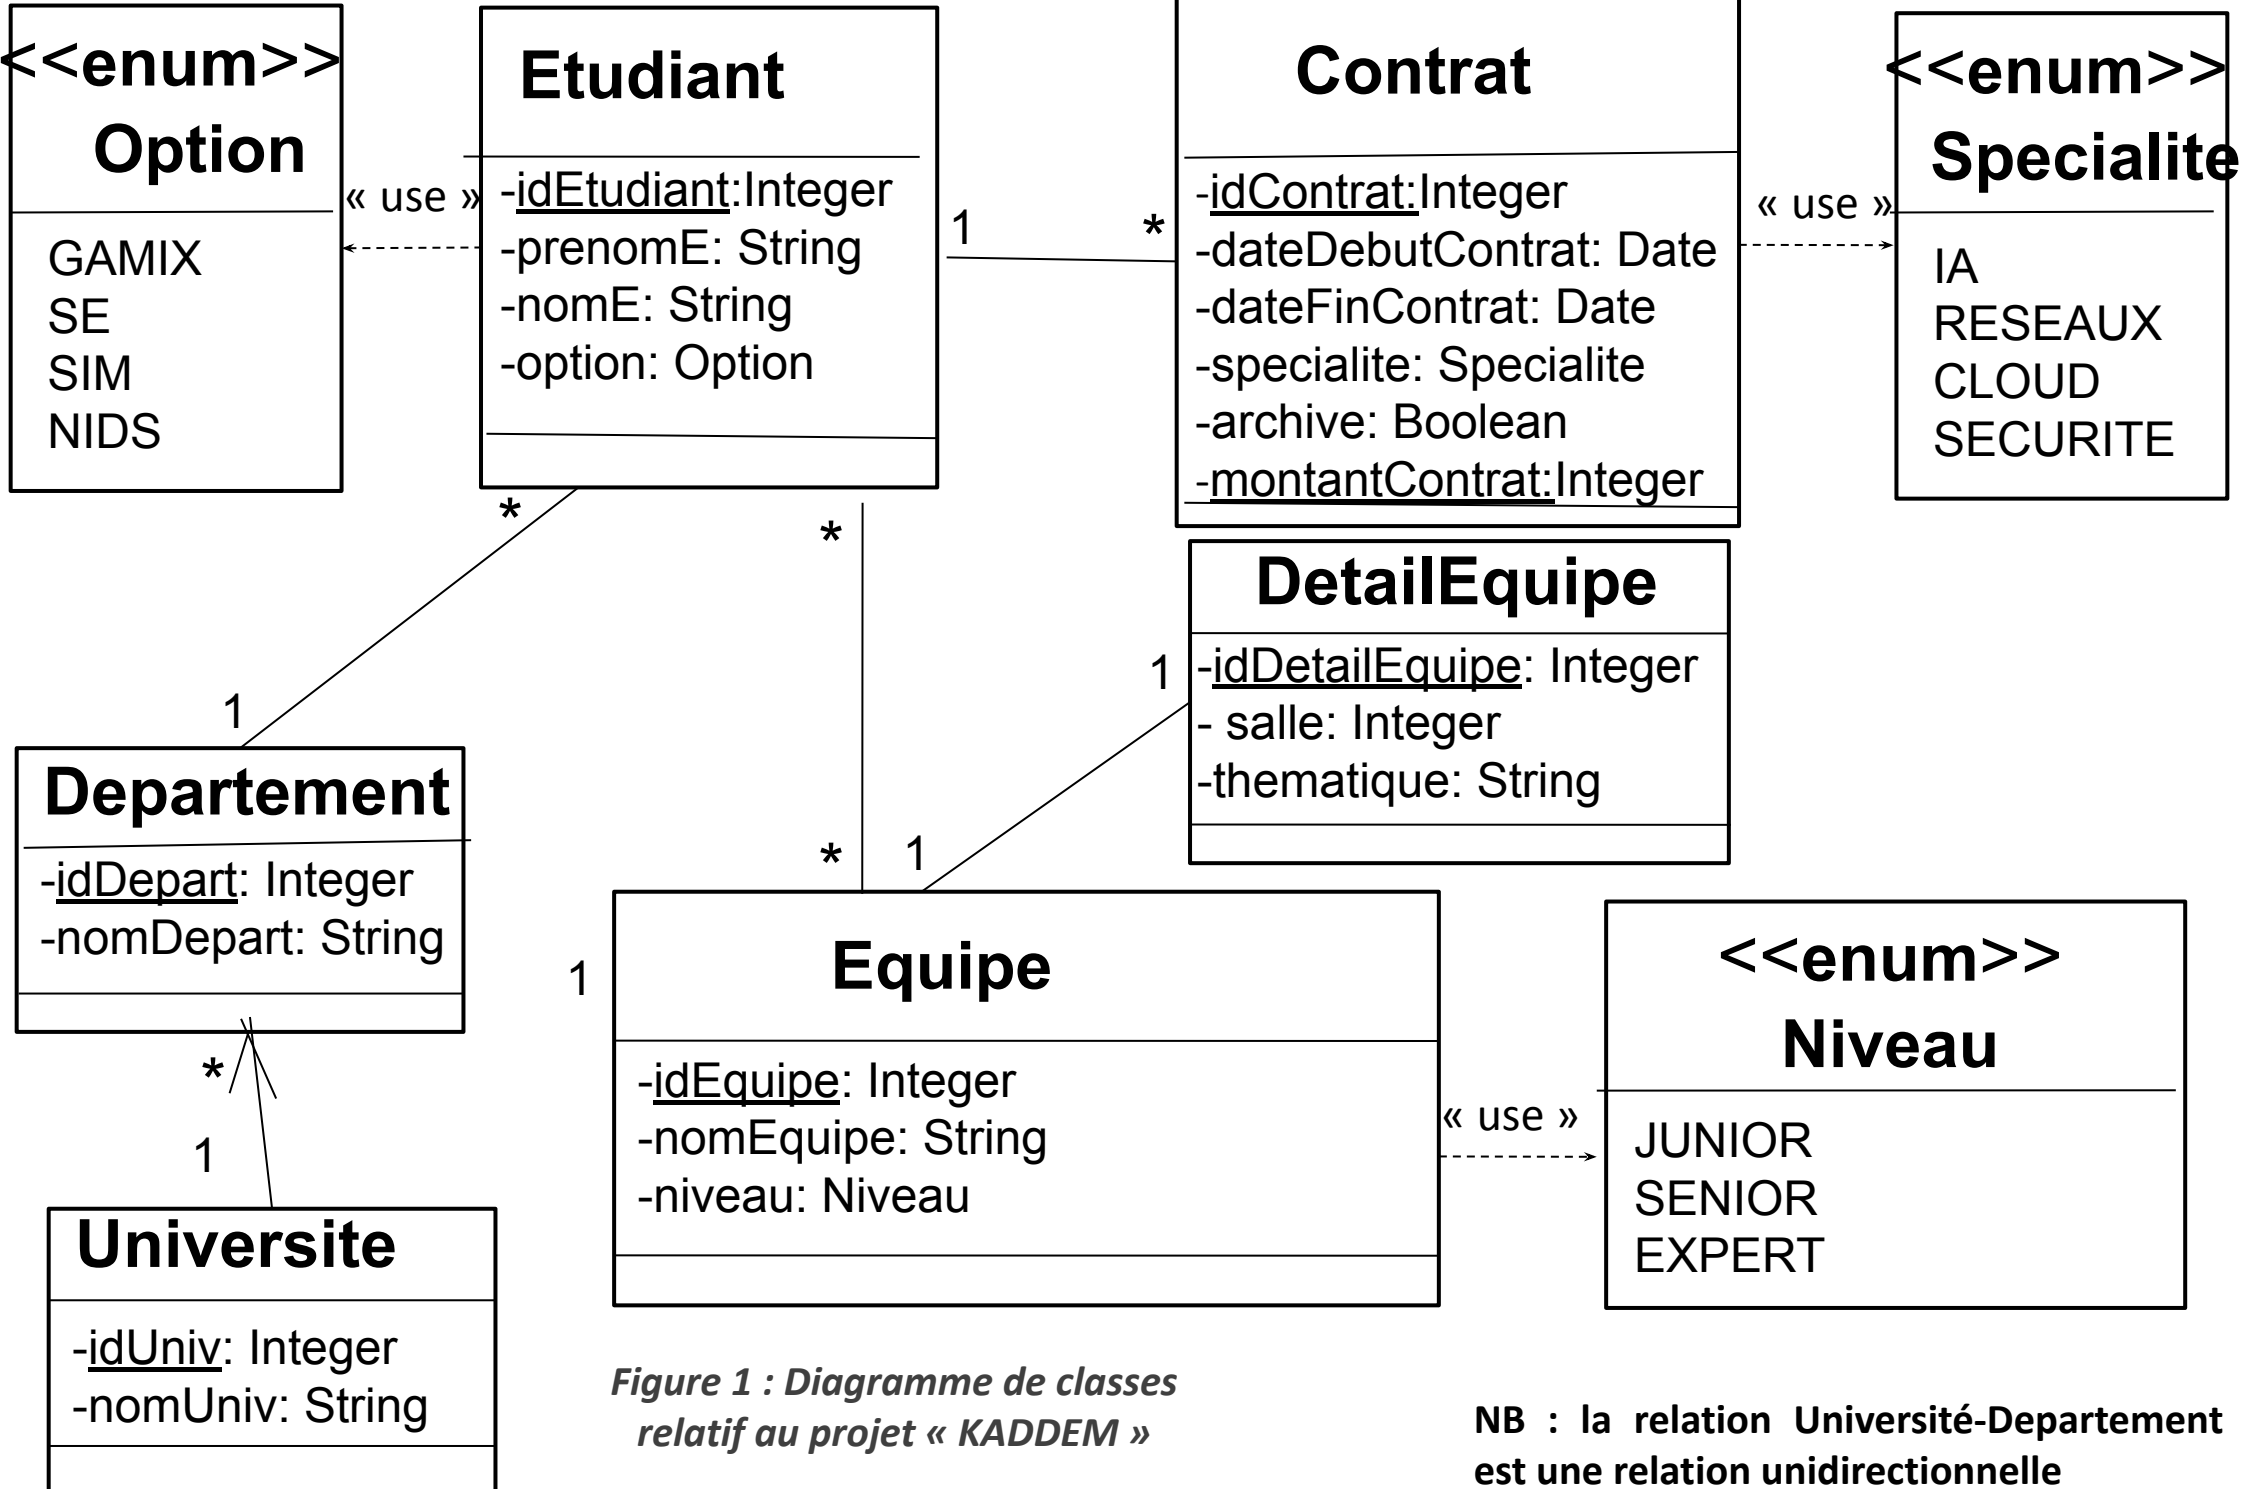 <<enum>>
Option
GAMIX
SE
SIM
NIDS
« use »
Etudiant
-idEtudiant:Integer
-prenomE: String
-nomE: String
-option: Option
1
*
Contrat
-idContrat:Integer
-dateDebutContrat: Date
-dateFinContrat: Date
-specialite: Specialite
-archive: Boolean
-montantContrat:Integer
« use »
<<enum>>
Specialite
IA
RESEAUX
CLOUD
SECURITE
*
*
1
1
DetailEquipe
-idDetailEquipe: Integer
- salle: Integer
-thematique: String
Departement
-idDepart: Integer
-nomDepart: String
*
1
1
Equipe
-idEquipe: Integer
-nomEquipe: String
-niveau: Niveau
« use »
<<enum>>
Niveau
JUNIOR
SENIOR
EXPERT
*
1
Universite
-idUniv: Integer
-nomUniv: String
Figure 1 : Diagramme de classes
relatif au projet « KADDEM »
NB : la relation Université-Departement
est une relation unidirectionnelle